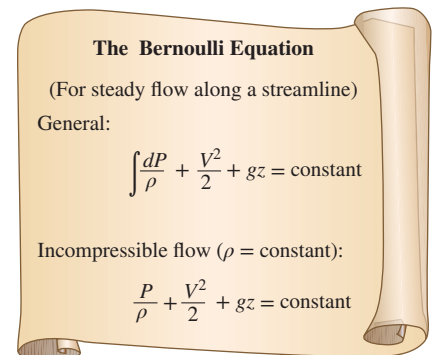 The Bernoulli Equation
(For steady flow along a streamline)
General:
∫ dP/ρ + V²/2 + gz = constant
Incompressible flow (ρ = constant):
P/ρ + V²/2 + gz = constant